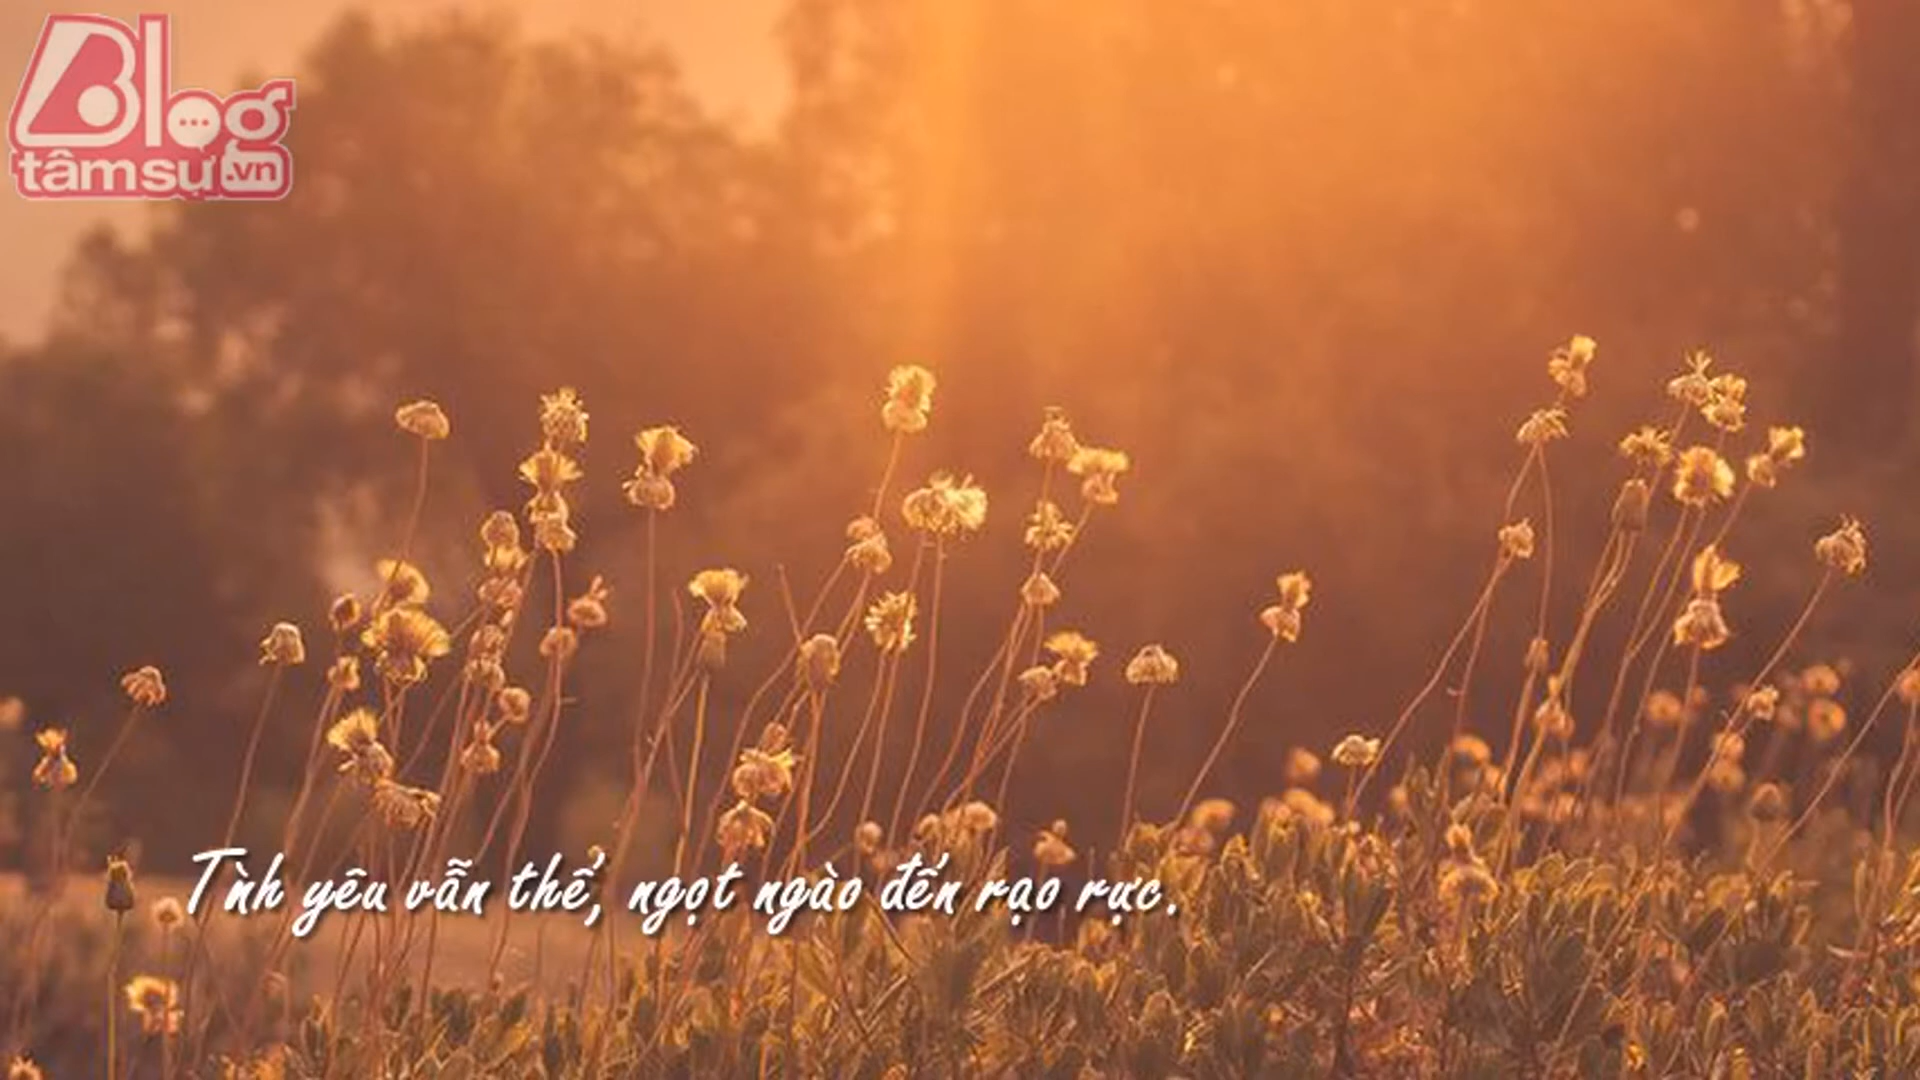 Blog
tâmsự.vn
Tình yêu vẫn thế, ngọt ngào đến rạo rực.